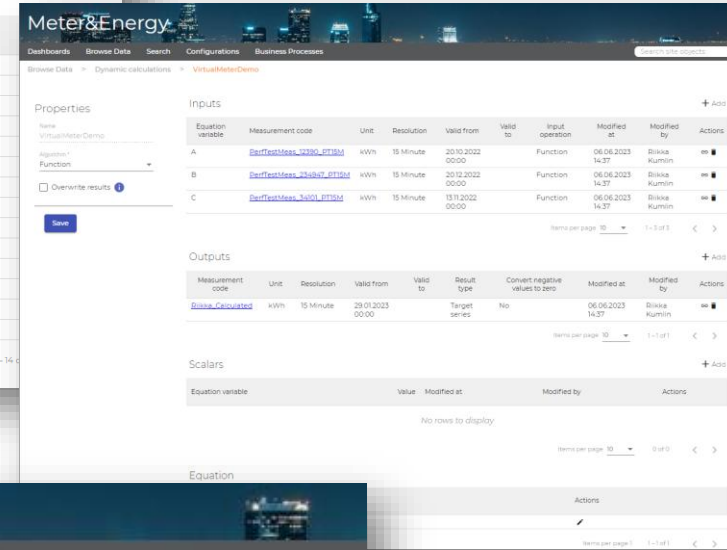 Meter&Energy
Dashboards Browse Data Search Configurations Business Processes
Search site objects
Browse Data > Dynamic calculations > VirtualMeterDemo
Properties
Name
VirtualMeterDemo
Algorithm *
Function
Overwrite results
Save
Inputs
+ Add
Equation variable Measurement code Unit Resolution Valid from Valid to Input operation Modified at Modified by Actions
A PerfTestMeas_12390_PT15M kWh 15 Minute 20.10.2022 00:00 Function 06.06.2023 14:37 Riikka Kumlin
B PerfTestMeas_234947_PT15M kWh 15 Minute 20.12.2022 00:00 Function 06.06.2023 14:37 Riikka Kumlin
C PerfTestMeas_34101_PT15M kWh 15 Minute 13.11.2022 00:00 Function 06.06.2023 14:37 Riikka Kumlin
Items per page 10 1 – 3 of 3
Outputs
+ Add
Measurement code Unit Resolution Valid from Valid to Result type Convert negative values to zero Modified at Modified by Actions
Riikka_Calculated kWh 15 Minute 29.01.2023 00:00 Target series No 06.06.2023 14:37 Riikka Kumlin
Items per page 10 1 – 1 of 1
Scalars
+ Add
Equation variable Value Modified at Modified by Actions
No rows to display
Items per page 10 0 of 0
Equation
Actions
Items per page 1 1 – 1 of 1